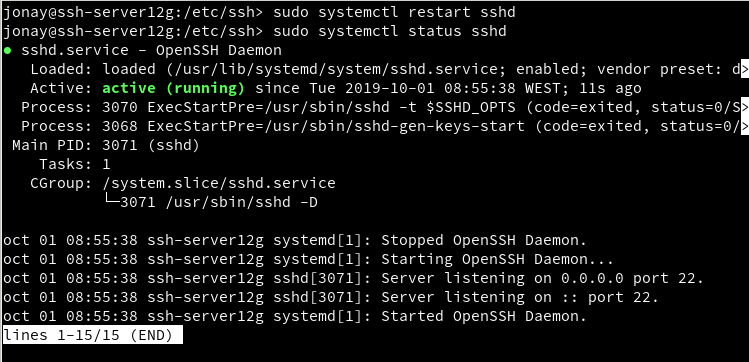 jonay@ssh-server12g:/etc/ssh> sudo systemctl restart sshd
jonay@ssh-server12g:/etc/ssh> sudo systemctl status sshd
● sshd.service - OpenSSH Daemon
   Loaded: loaded (/usr/lib/systemd/system/sshd.service; enabled; vendor preset: d>
   Active: active (running) since Tue 2019-10-01 08:55:38 WEST; 11s ago
  Process: 3070 ExecStartPre=/usr/sbin/sshd -t $SSHD_OPTS (code=exited, status=0/S>
  Process: 3068 ExecStartPre=/usr/sbin/sshd-gen-keys-start (code=exited, status=0/>
 Main PID: 3071 (sshd)
    Tasks: 1
   CGroup: /system.slice/sshd.service
           └─3071 /usr/sbin/sshd -D

oct 01 08:55:38 ssh-server12g systemd[1]: Stopped OpenSSH Daemon.
oct 01 08:55:38 ssh-server12g systemd[1]: Starting OpenSSH Daemon...
oct 01 08:55:38 ssh-server12g sshd[3071]: Server listening on 0.0.0.0 port 22.
oct 01 08:55:38 ssh-server12g sshd[3071]: Server listening on :: port 22.
oct 01 08:55:38 ssh-server12g systemd[1]: Started OpenSSH Daemon.
lines 1-15/15 (END)